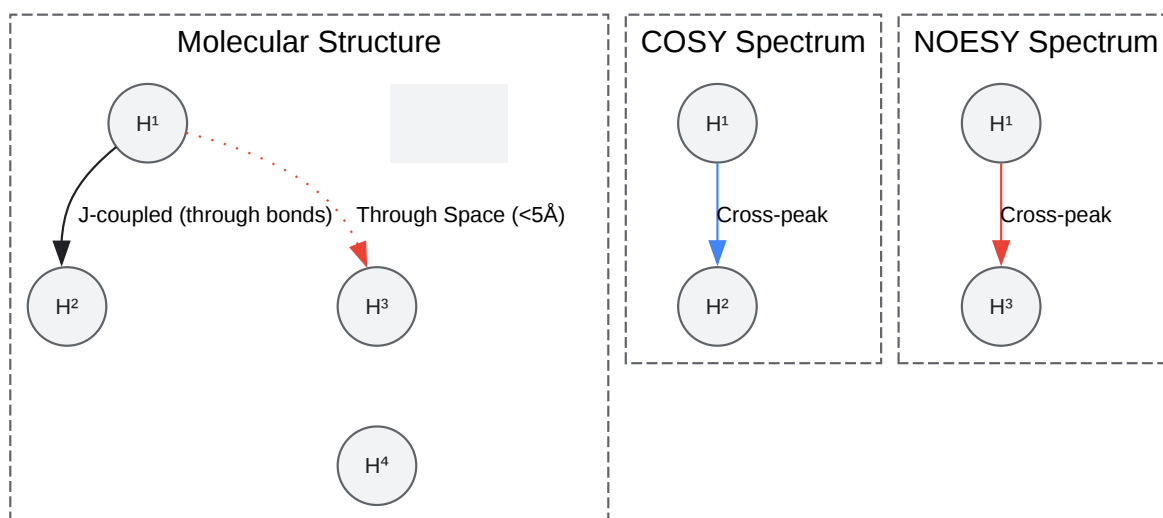 Molecular Structure
H¹
J-coupled (through bonds)
Through Space (<5Å)
H²
H³
H⁴
COSY Spectrum
H¹
Cross-peak
H²
NOESY Spectrum
H¹
Cross-peak
H³